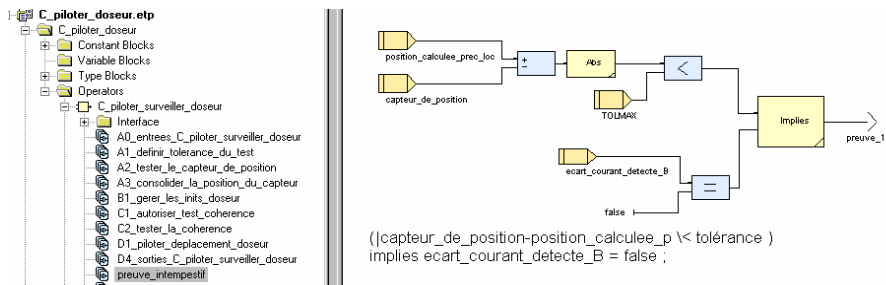 C_piloter_doseur.etp
C_piloter_doseur
Constant Blocks
Variable Blocks
Type Blocks
Operators
C_piloter_surveiller_doseur
Interface
A0_entrees_C_piloter_surveiller_doseur
A1_definir_tolerance_du_test
A2_tester_le_capteur_de_position
A3_consolider_la_position_du_capteur
B1_gerer_les_inits_doseur
C1_autoriser_test_coherence
C2_tester_la_coherence
D1_piloter_deplacement_doseur
D4_sorties_C_piloter_surveiller_doseur
preuve_intempestif
position_calculee_prec_loc
+
-
Abs
<
capteur_de_position
TOLMAX
Implies
preuve_1
ecart_courant_detecte_B
=
false
(|capteur_de_position-position_calculee_p \< tolérance )
implies ecart_courant_detecte_B = false ;